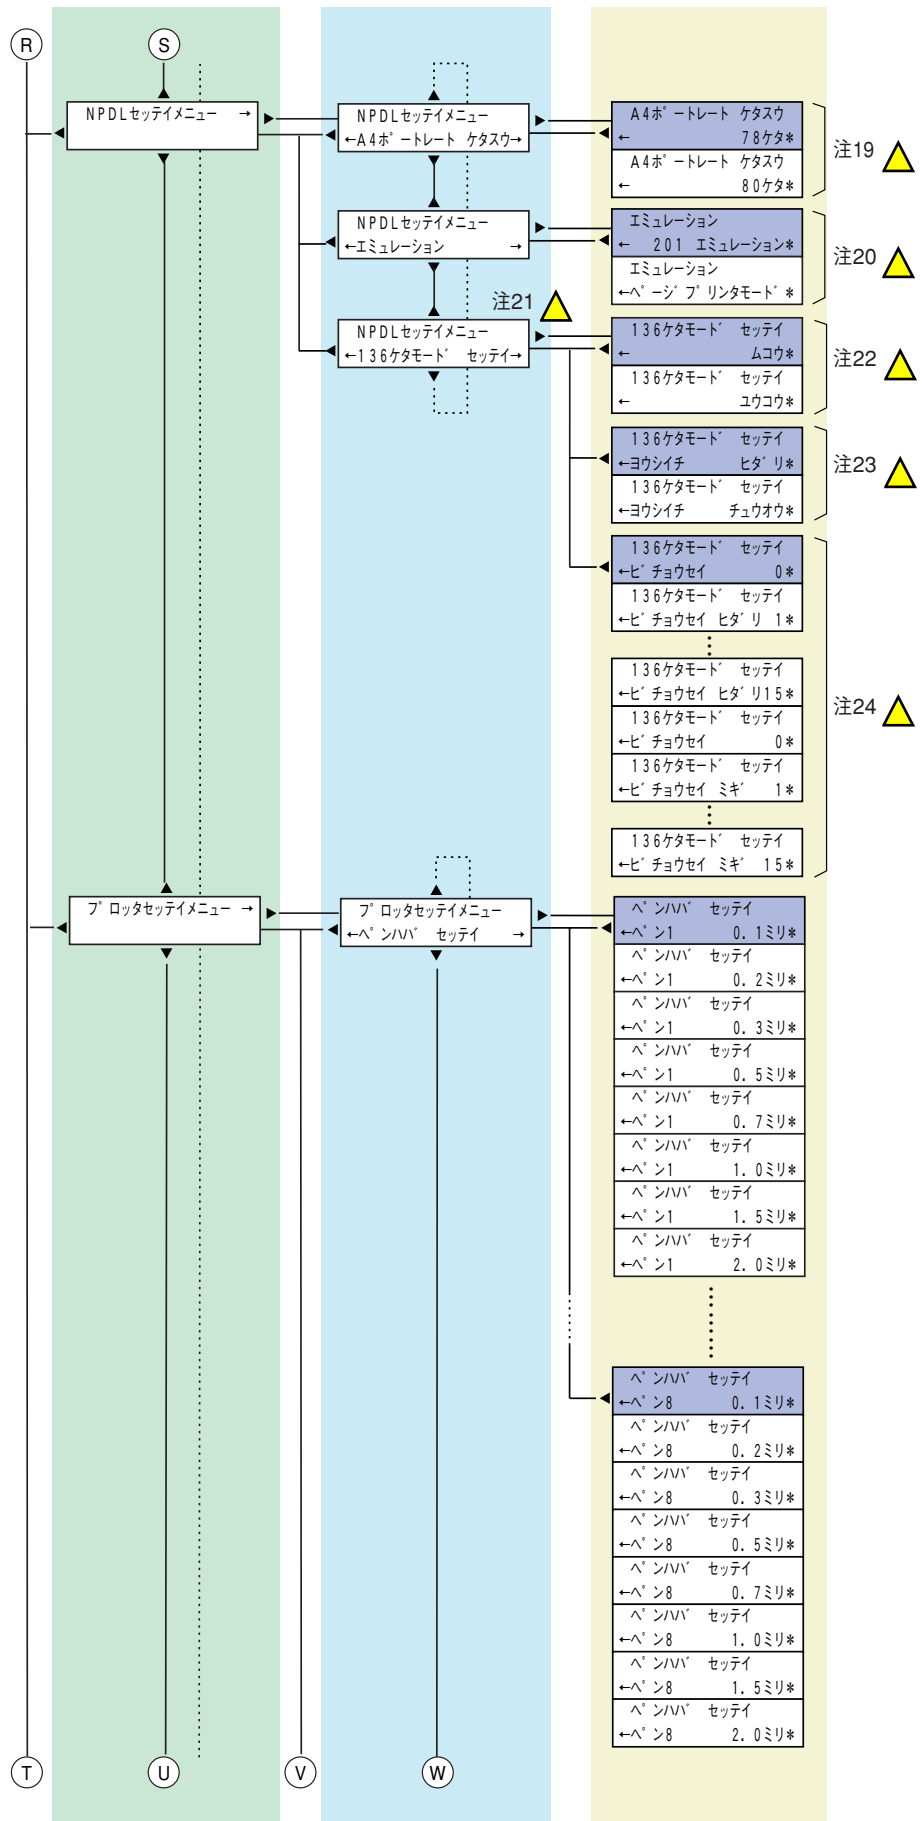 R
S
NPDLセッテイメニュー →
NPDLセッテイメニュー
←A4ポートレート ケタスウ→
A4ポートレート ケタスウ
← 78ケタ*
A4ポートレート ケタスウ
← 80ケタ*
注19
NPDLセッテイメニュー
←エミュレーション →
エミュレーション
← 201 エミュレーション*
エミュレーション
←ページプリンタモード*
注20
注21
NPDLセッテイメニュー
←136ケタモード セッテイ→
136ケタモード セッテイ
← ムコウ*
136ケタモード セッテイ
← ユウコウ*
注22
136ケタモード セッテイ
←ヨウシイチ ヒダリ*
136ケタモード セッテイ
←ヨウシイチ チュウオウ*
注23
136ケタモード セッテイ
←ビチョウセイ 0*
136ケタモード セッテイ
←ビチョウセイ ヒダリ 1*
136ケタモード セッテイ
←ビチョウセイ ヒダリ15*
136ケタモード セッテイ
←ビチョウセイ 0*
136ケタモード セッテイ
←ビチョウセイ ミギ 1*
136ケタモード セッテイ
←ビチョウセイ ミギ 15*
注24
プロッタセッテイメニュー →
プロッタセッテイメニュー
←ペンハバ セッテイ →
ペンハバ セッテイ
←ペン1 0.1ミリ*
ペンハバ セッテイ
←ペン1 0.2ミリ*
ペンハバ セッテイ
←ペン1 0.3ミリ*
ペンハバ セッテイ
←ペン1 0.5ミリ*
ペンハバ セッテイ
←ペン1 0.7ミリ*
ペンハバ セッテイ
←ペン1 1.0ミリ*
ペンハバ セッテイ
←ペン1 1.5ミリ*
ペンハバ セッテイ
←ペン1 2.0ミリ*
ペンハバ セッテイ
←ペン8 0.1ミリ*
ペンハバ セッテイ
←ペン8 0.2ミリ*
ペンハバ セッテイ
←ペン8 0.3ミリ*
ペンハバ セッテイ
←ペン8 0.5ミリ*
ペンハバ セッテイ
←ペン8 0.7ミリ*
ペンハバ セッテイ
←ペン8 1.0ミリ*
ペンハバ セッテイ
←ペン8 1.5ミリ*
ペンハバ セッテイ
←ペン8 2.0ミリ*
T
U
V
W